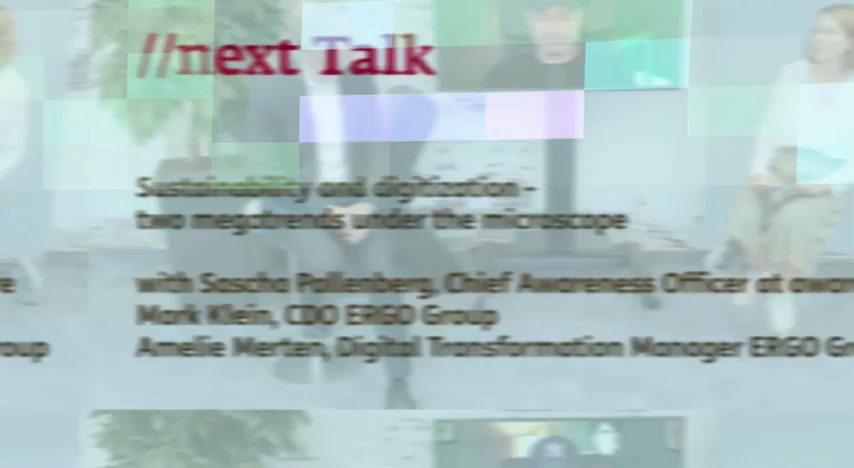 //next Talk
Sustainability and digitization -
two megatrends under the microscope
with Sascha Pallenberg, Chief Awareness Officer at
Mark Klein, CDO ERGO Group
Amelie Merten, Digital Transformation Manager ERGO